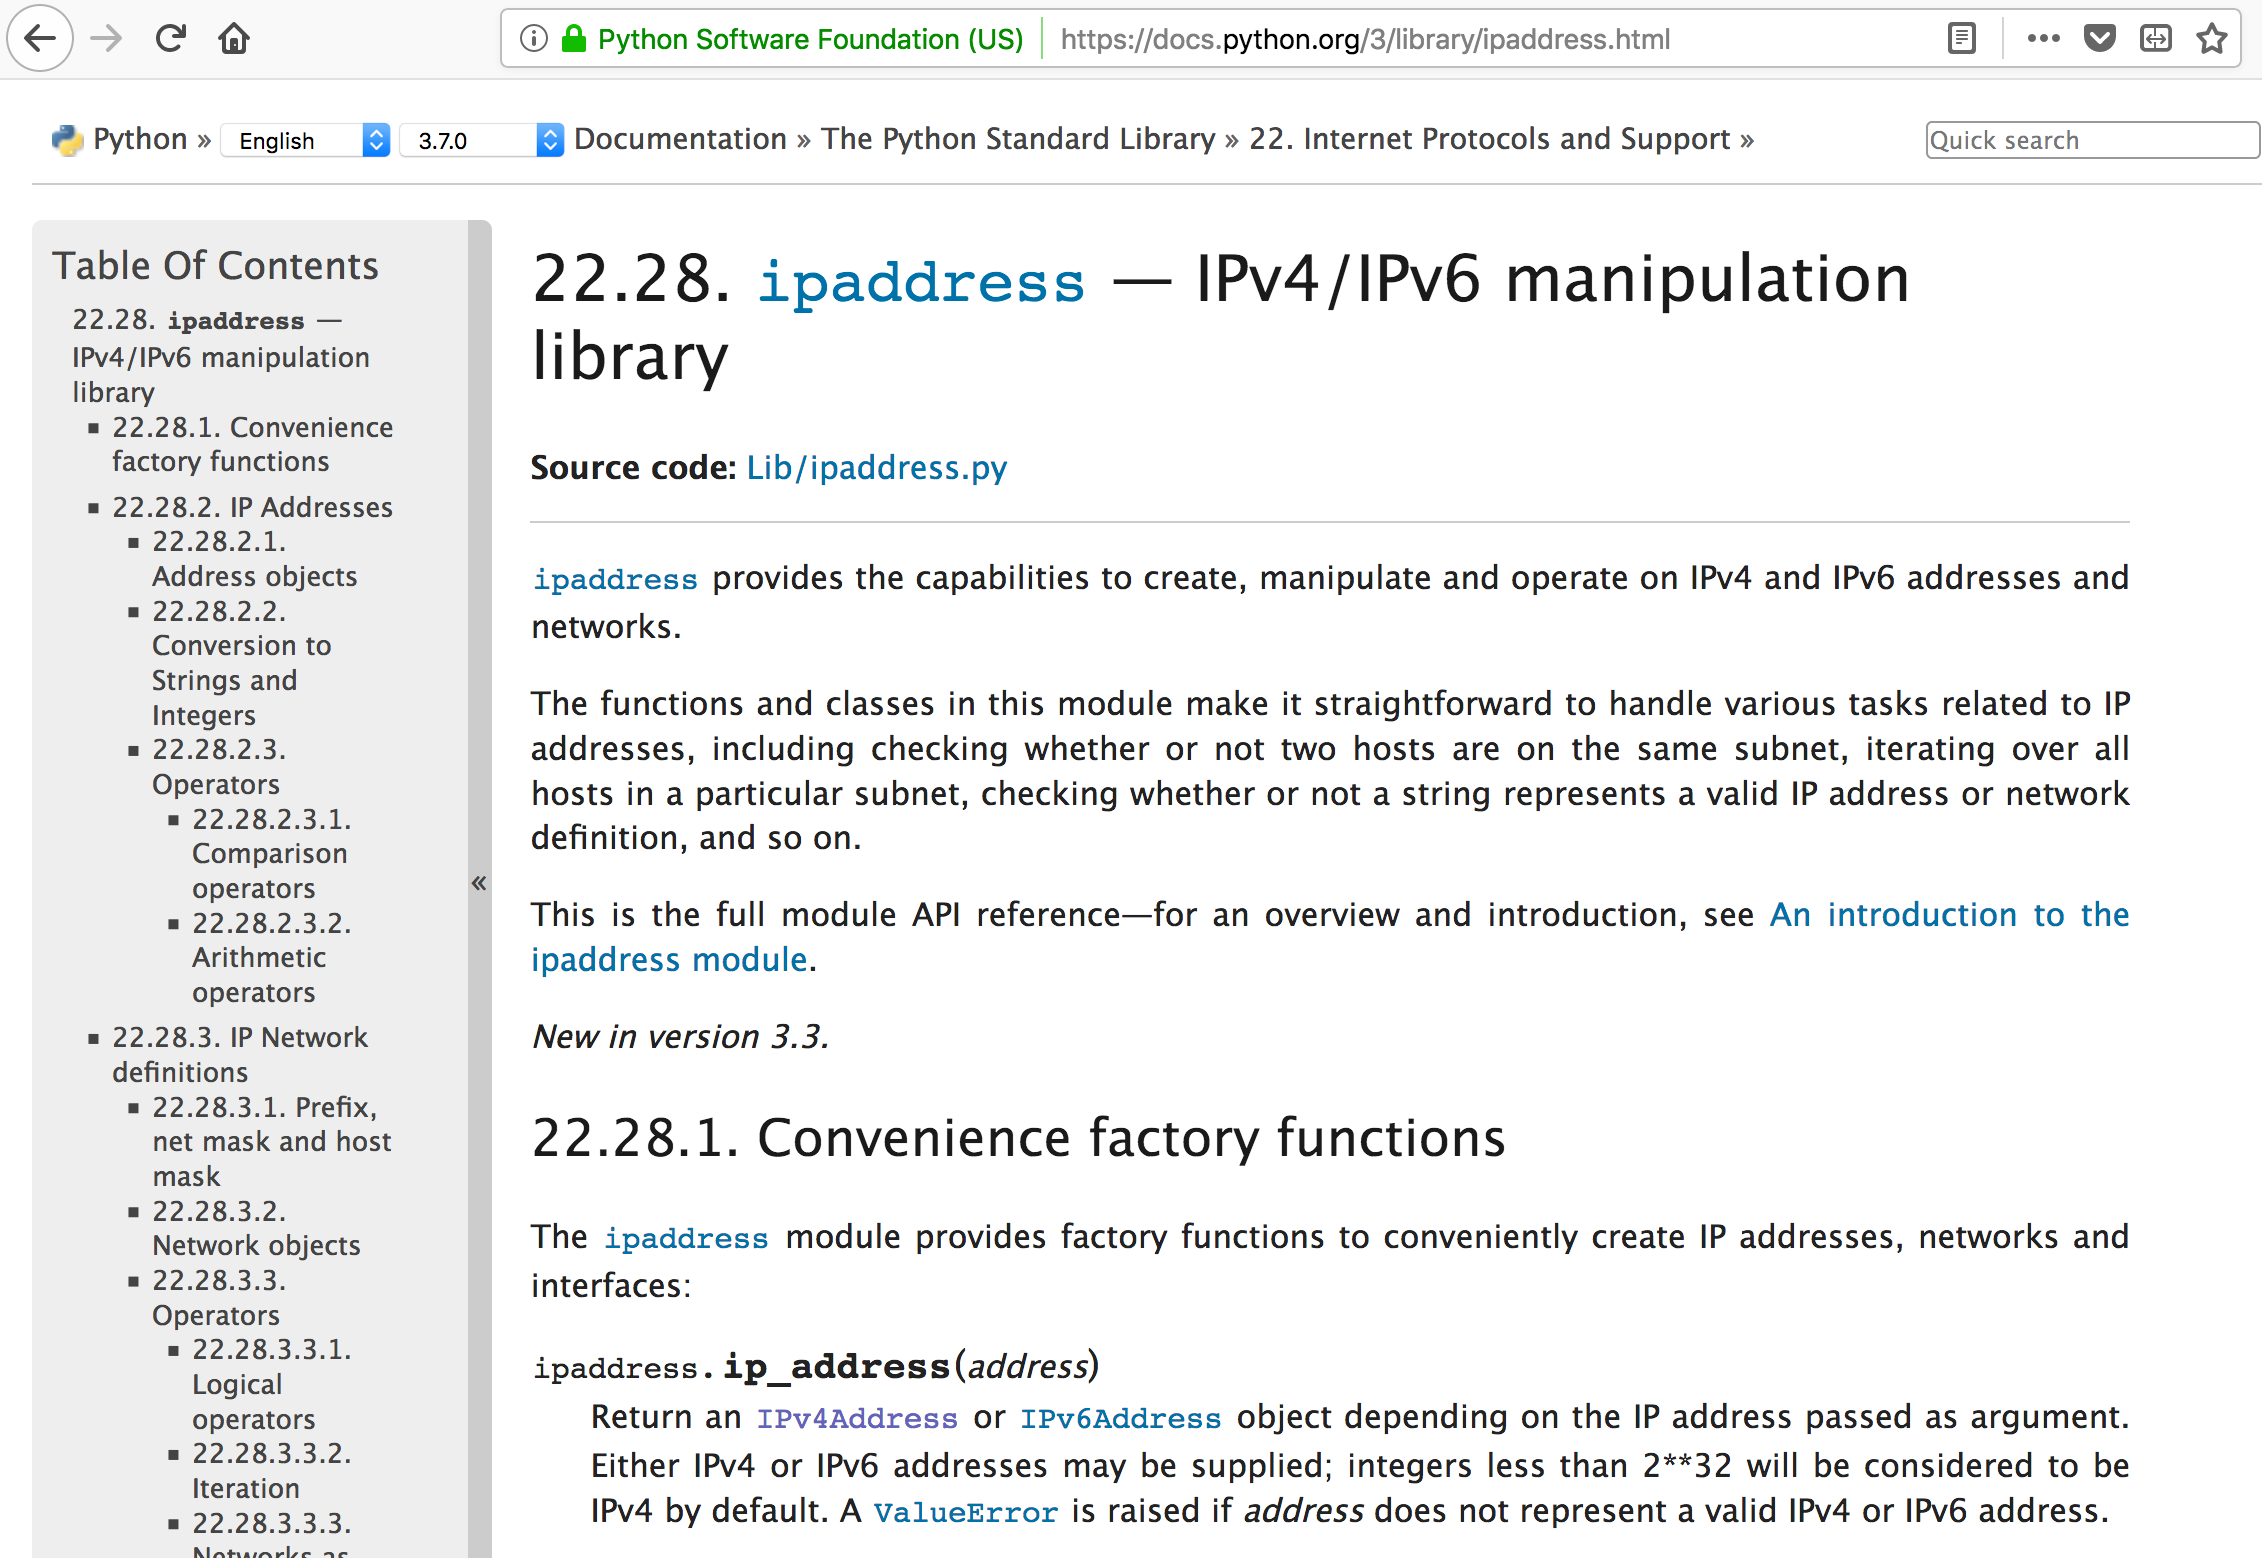 Python Software Foundation (US) https://docs.python.org/3/library/ipaddress.html
Python » English 3.7.0 Documentation » The Python Standard Library » 22. Internet Protocols and Support » Quick search
Table Of Contents
22.28. ipaddress —
IPv4/IPv6 manipulation
library
22.28.1. Convenience
factory functions
22.28.2. IP Addresses
22.28.2.1.
Address objects
22.28.2.2.
Conversion to
Strings and
Integers
22.28.2.3.
Operators
22.28.2.3.1.
Comparison
operators
22.28.2.3.2.
Arithmetic
operators
22.28.3. IP Network
definitions
22.28.3.1. Prefix,
net mask and host
mask
22.28.3.2.
Network objects
22.28.3.3.
Operators
22.28.3.3.1.
Logical
operators
22.28.3.3.2.
Iteration
22.28.3.3.3.
Networks as
«
22.28. ipaddress — IPv4/IPv6 manipulation
library
Source code: Lib/ipaddress.py
ipaddress provides the capabilities to create, manipulate and operate on IPv4 and IPv6 addresses and
networks.
The functions and classes in this module make it straightforward to handle various tasks related to IP
addresses, including checking whether or not two hosts are on the same subnet, iterating over all
hosts in a particular subnet, checking whether or not a string represents a valid IP address or network
definition, and so on.
This is the full module API reference—for an overview and introduction, see An introduction to the
ipaddress module.
New in version 3.3.
22.28.1. Convenience factory functions
The ipaddress module provides factory functions to conveniently create IP addresses, networks and
interfaces:
ipaddress.ip_address(address)
Return an IPv4Address or IPv6Address object depending on the IP address passed as argument.
Either IPv4 or IPv6 addresses may be supplied; integers less than 2**32 will be considered to be
IPv4 by default. A ValueError is raised if address does not represent a valid IPv4 or IPv6 address.